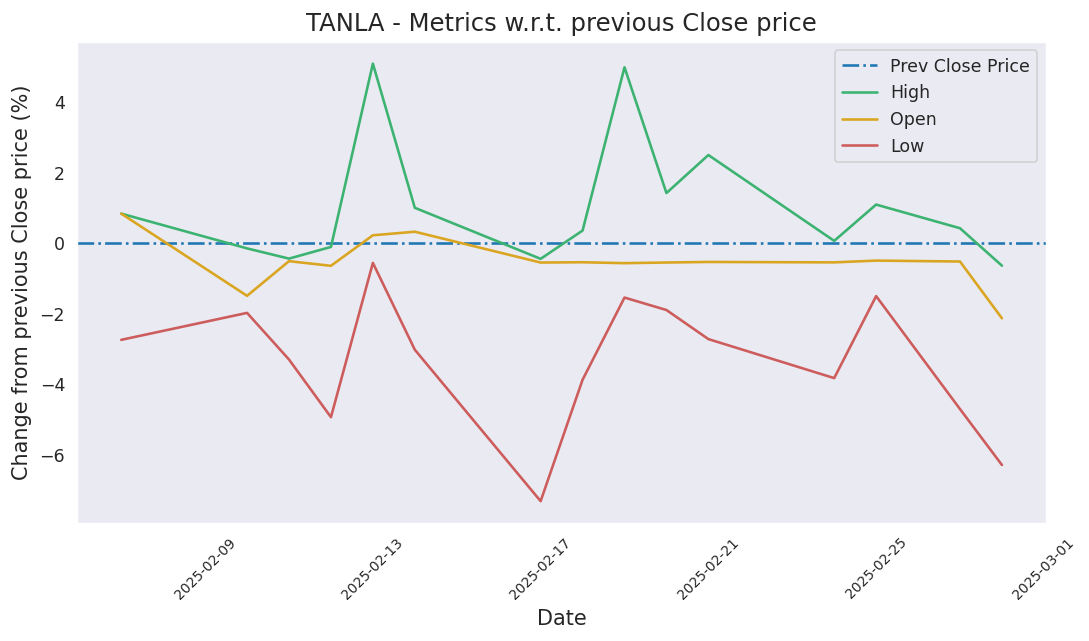 TANLA - Metrics w.r.t. previous Close price
Change from previous Close price (%)
4
2
0
−2
−4
−6
Prev Close Price
High
Open
Low
2025-02-09
2025-02-13
2025-02-17
2025-02-21
2025-02-25
2025-03-01
Date